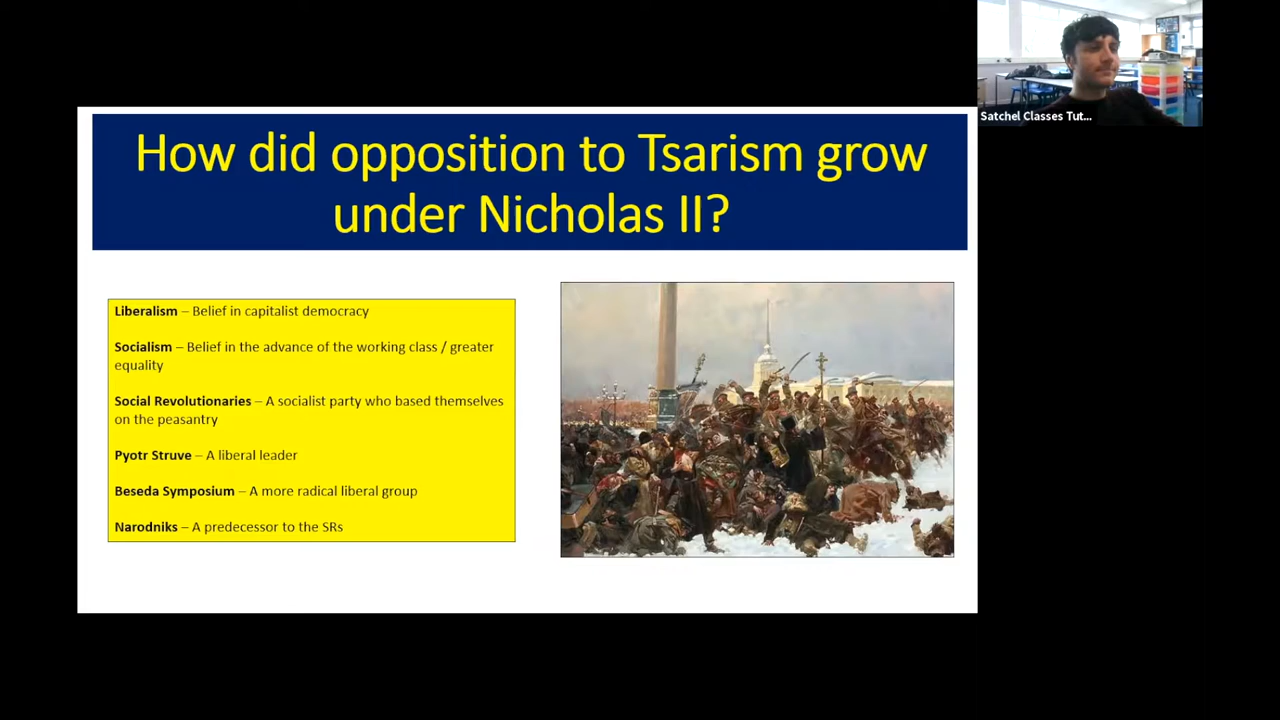 How did opposition to Tsarism grow
under Nicholas II?
Liberalism – Belief in capitalist democracy
Socialism – Belief in the advance of the working class / greater
equality
Social Revolutionaries – A socialist party who based themselves
on the peasantry
Pyotr Struve – A liberal leader
Beseda Symposium – A more radical liberal group
Narodniks – A predecessor to the SRs
Satchel Classes Tut...